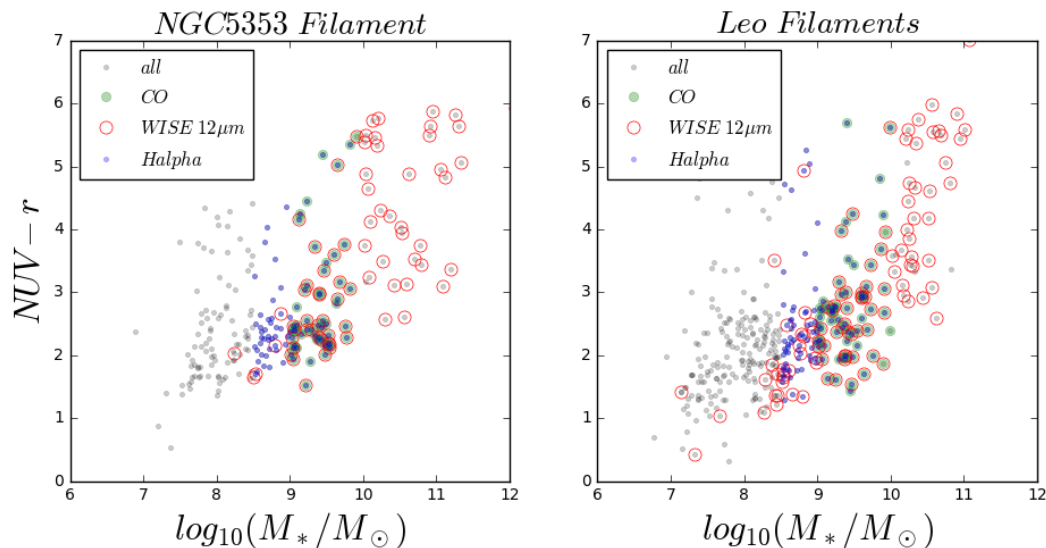 NGC5353 Filament
Leo Filaments
7
6
5
4
3
2
1
0
NUV − r
all
CO
WISE 12μm
Halpha
6 7 8 9 10 11 12
log10(M*/M⊙)
7
6
5
4
3
2
1
0
all
CO
WISE 12μm
Halpha
6 7 8 9 10 11 12
log10(M*/M⊙)